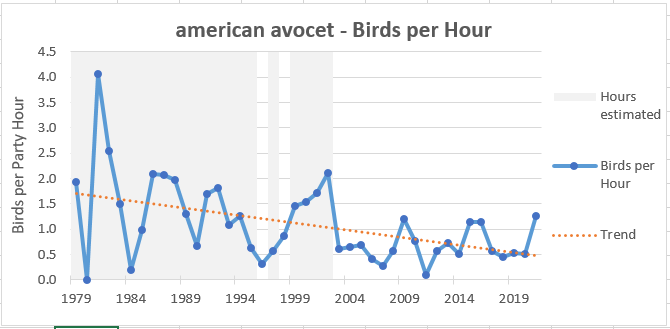 american avocet - Birds per Hour
4.5
4.0
3.5
3.0
2.5
2.0
1.5
1.0
0.5
0.0
Birds per Party Hour
1979 1984 1989 1994 1999 2004 2009 2014 2019
Hours
estimated
Birds per
Hour
Trend